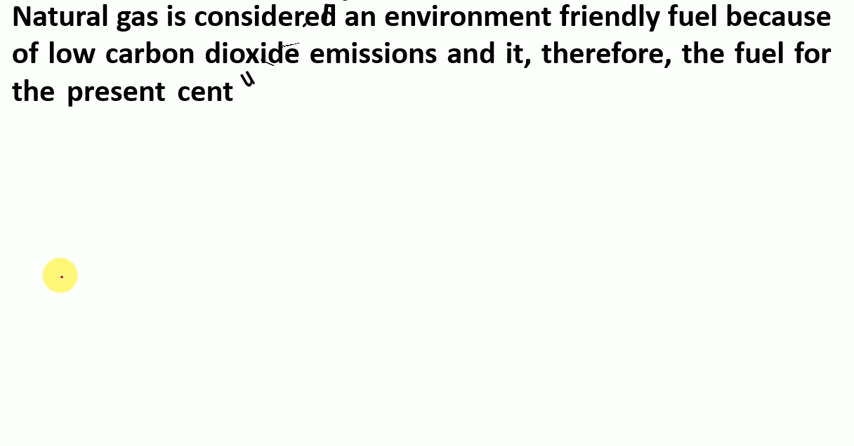 Natural gas is considered an environment friendly fuel because
of low carbon dioxide emissions and it, therefore, the fuel for
the present cent u